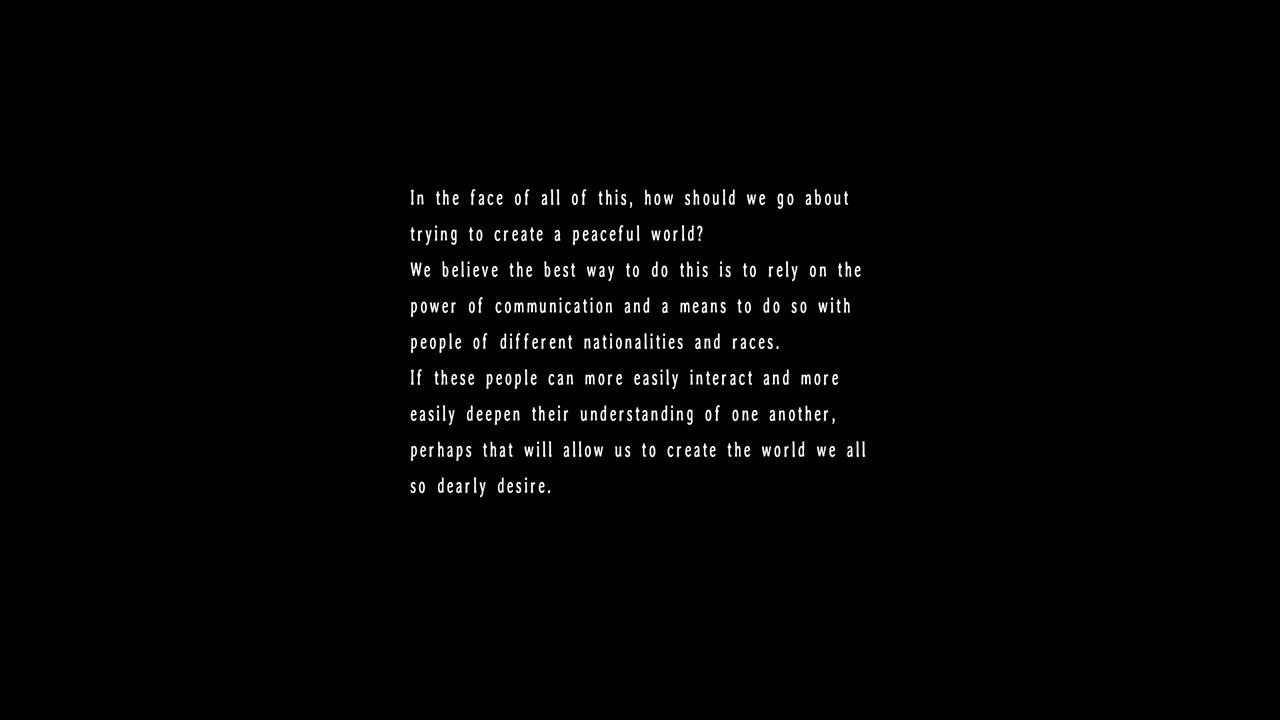 In the face of all of this, how should we go about
trying to create a peaceful world?
We believe the best way to do this is to rely on the
power of communication and a means to do so with
people of different nationalities and races.
If these people can more easily interact and more
easily deepen their understanding of one another,
perhaps that will allow us to create the world we all
so dearly desire.